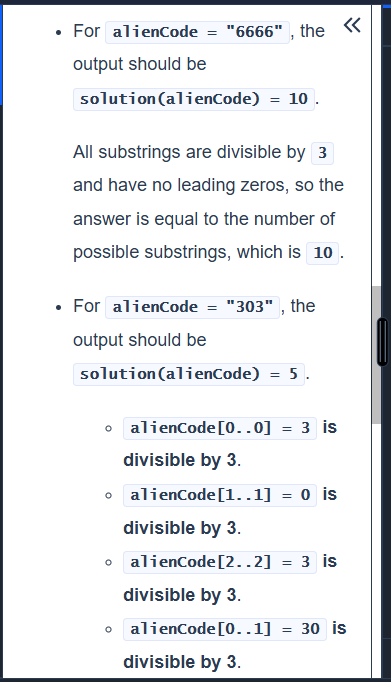 • For alienCode = "6666", the
output should be
solution(alienCode) = 10.
All substrings are divisible by 3
and have no leading zeros, so the
answer is equal to the number of
possible substrings, which is 10.
• For alienCode = "303", the
output should be
solution(alienCode) = 5.
◦ alienCode[0..0] = 3 is
divisible by 3.
◦ alienCode[1..1] = 0 is
divisible by 3.
◦ alienCode[2..2] = 3 is
divisible by 3.
◦ alienCode[0..1] = 30 is
divisible by 3.